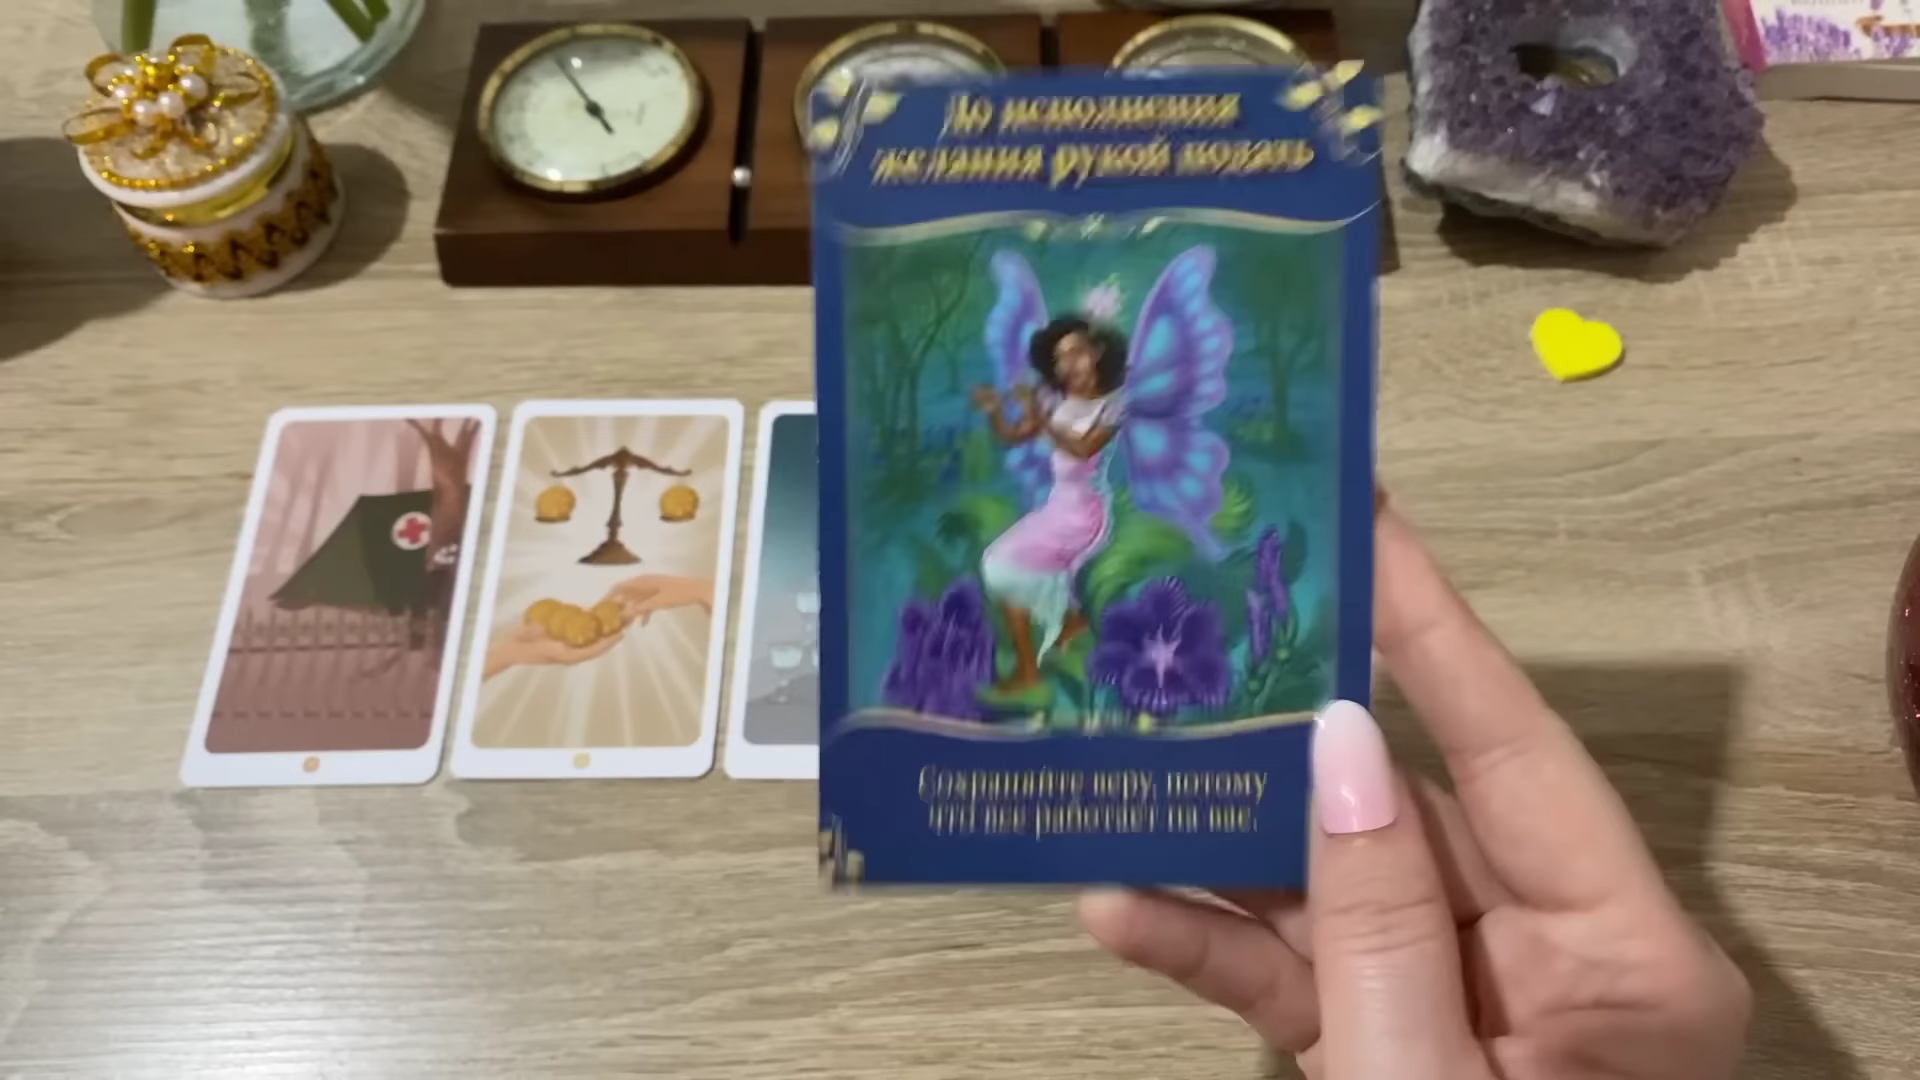 До исполнения
желания рукой подать
Сохраняйте веру, потому
что все работает на вас.